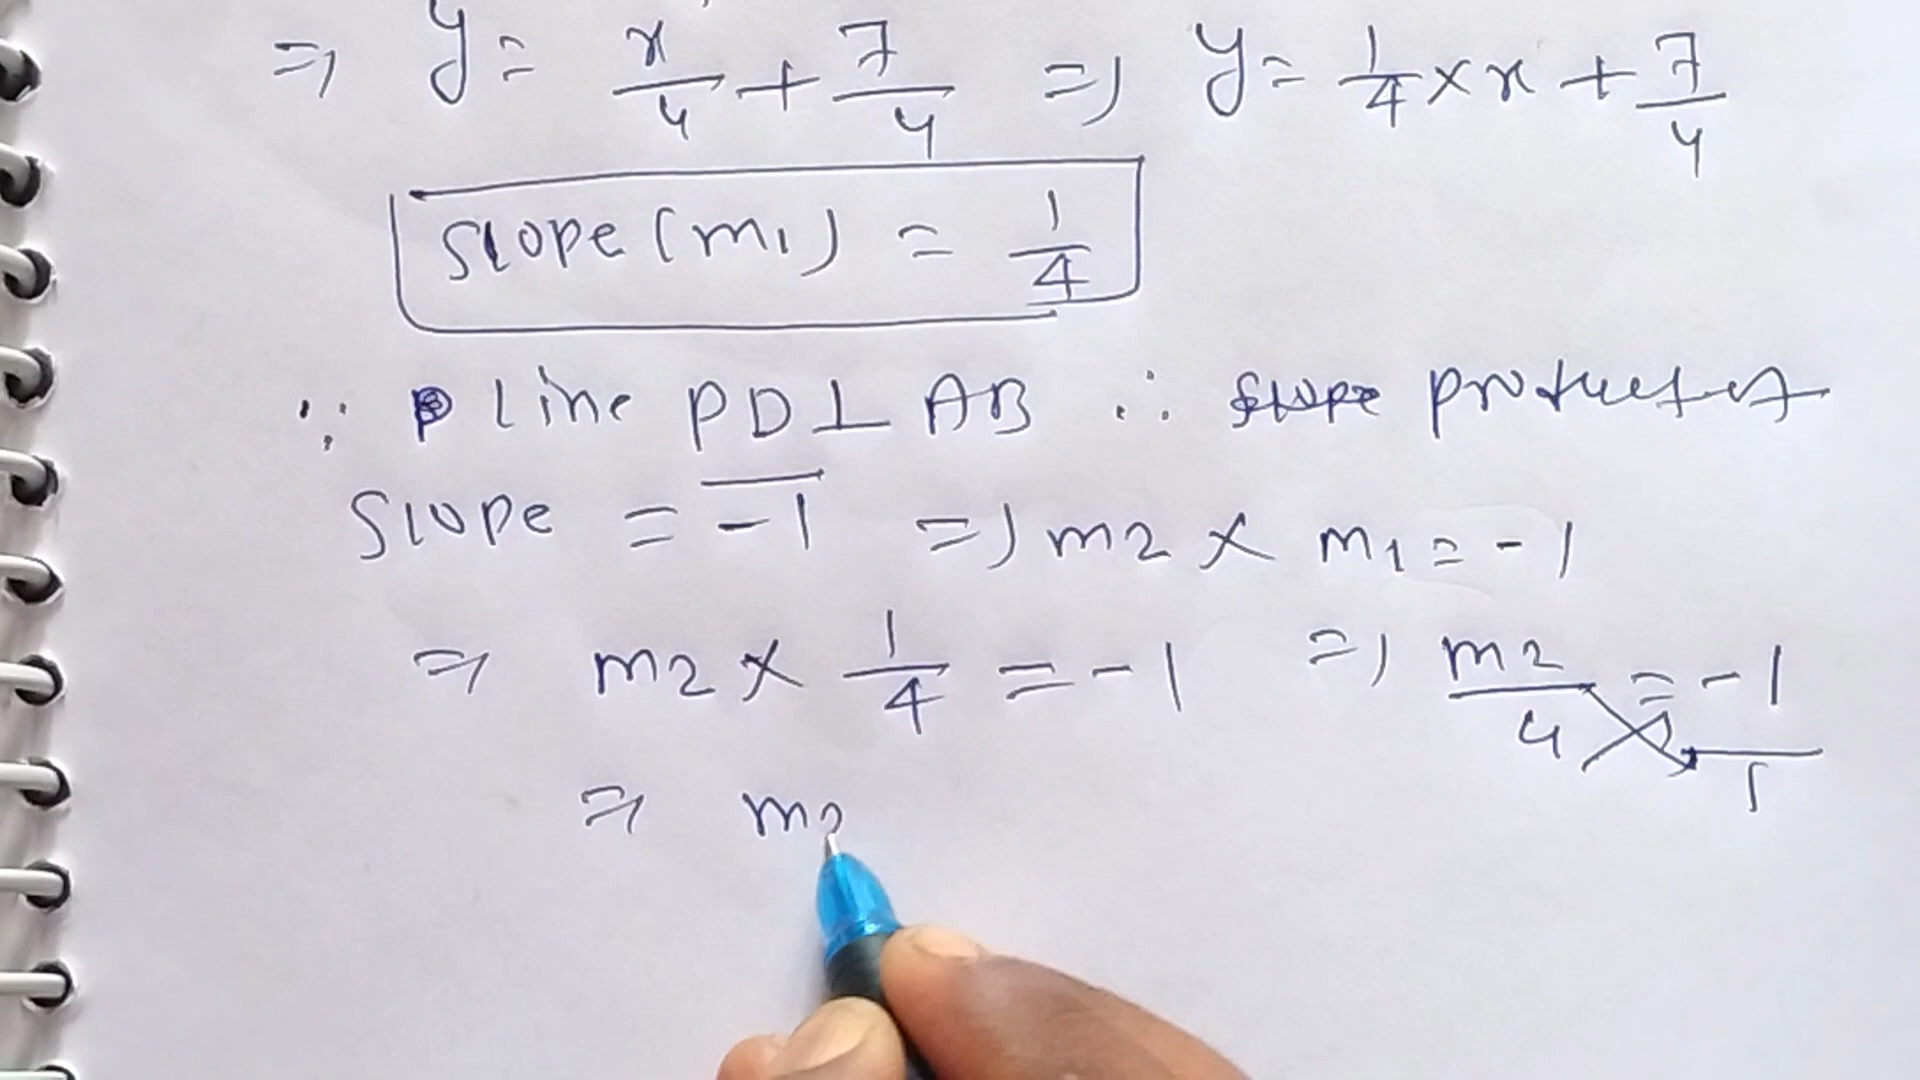 ⇒ y = x/4 + 7/4 ⇒ y = 1/4 × x + 7/4
Slope (m1) = 1/4
∵ Line PD ⊥ AB ∴ product of
Slope = -1 ⇒ m2 × m1 = -1
⇒ m2 × 1/4 = -1 ⇒ m2/4 = -1/1
⇒ m2